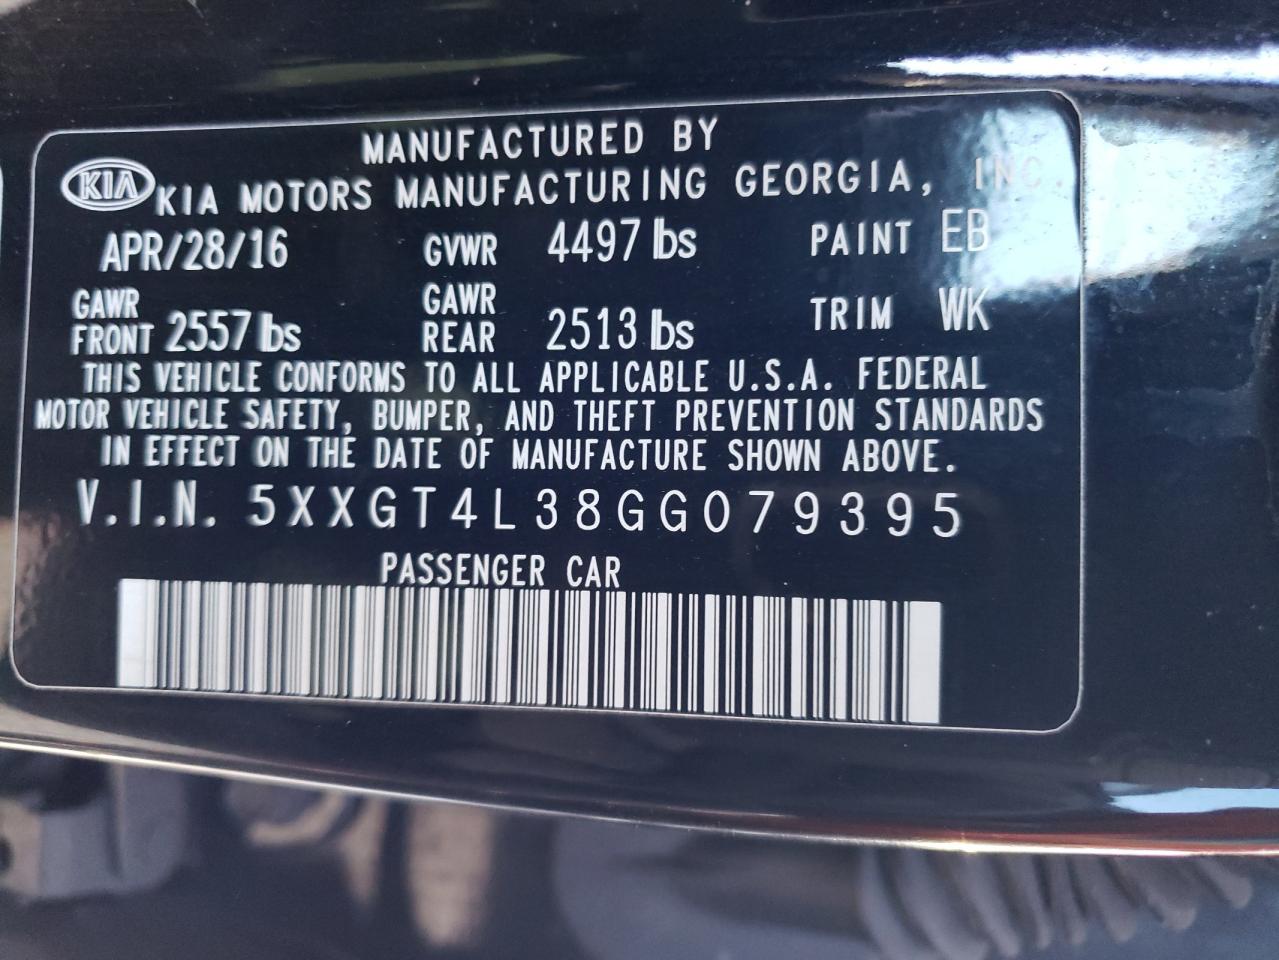 MANUFACTURED BY
KIA KIA MOTORS MANUFACTURING GEORGIA, INC.
APR/28/16 GVWR 4497 lbs PAINT EB
GAWR FRONT 2557 lbs GAWR REAR 2513 lbs TRIM WK
THIS VEHICLE CONFORMS TO ALL APPLICABLE U.S.A. FEDERAL
MOTOR VEHICLE SAFETY, BUMPER, AND THEFT PREVENTION STANDARDS
IN EFFECT ON THE DATE OF MANUFACTURE SHOWN ABOVE.
V.I.N. 5XXGT4L38GG079395
PASSENGER CAR